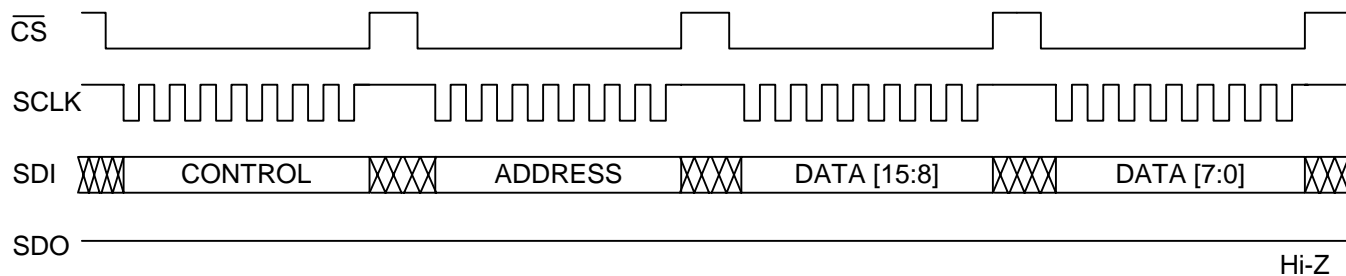 CS
SCLK
SDI CONTROL ADDRESS DATA [15:8] DATA [7:0]
SDO
Hi-Z